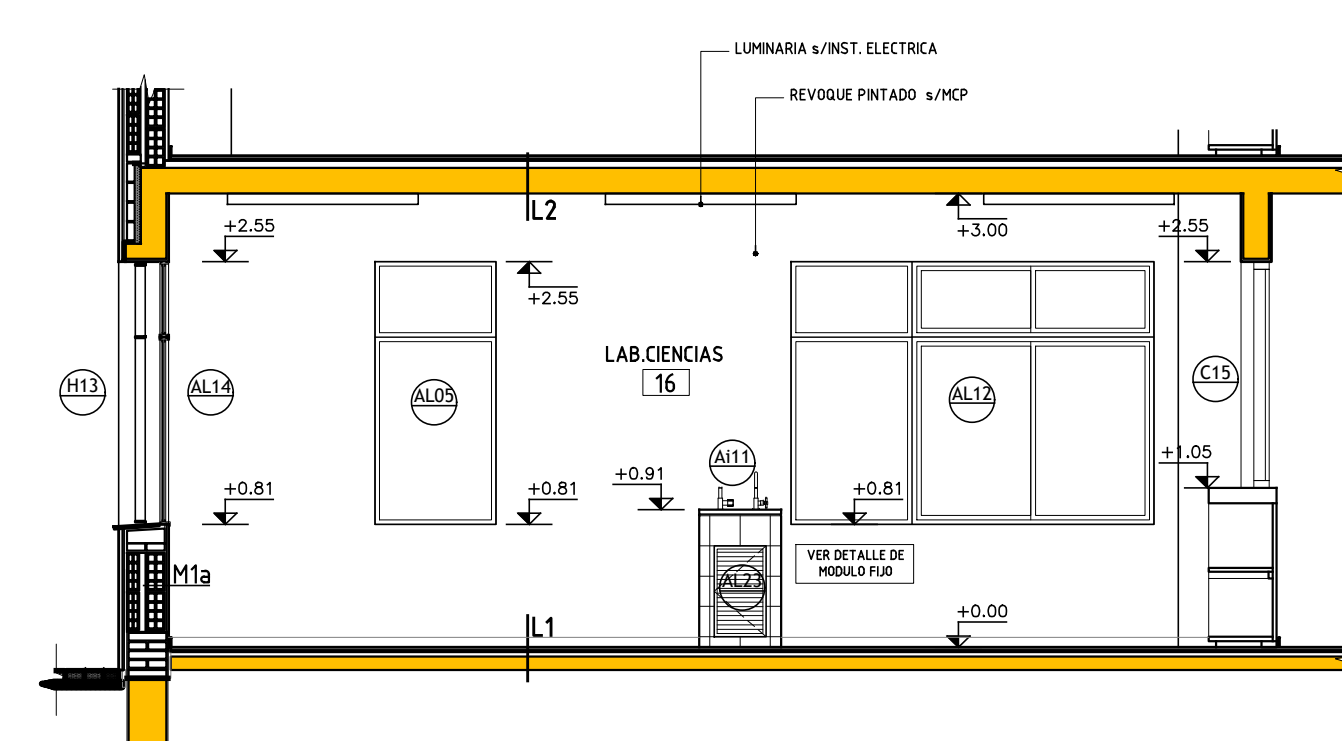 LUMINARIA s/INST. ELECTRICA
REVOQUE PINTADO s/MCP
L2
+2.55
+3.00
+2.55
+2.55
LAB.CIENCIAS
16
H13
AL14
AL05
AL12
C15
Ai11
+1.05
+0.81
+0.81
+0.91
+0.81
VER DETALLE DE
MODULO FIJO
M1a
AL23
L1
+0.00